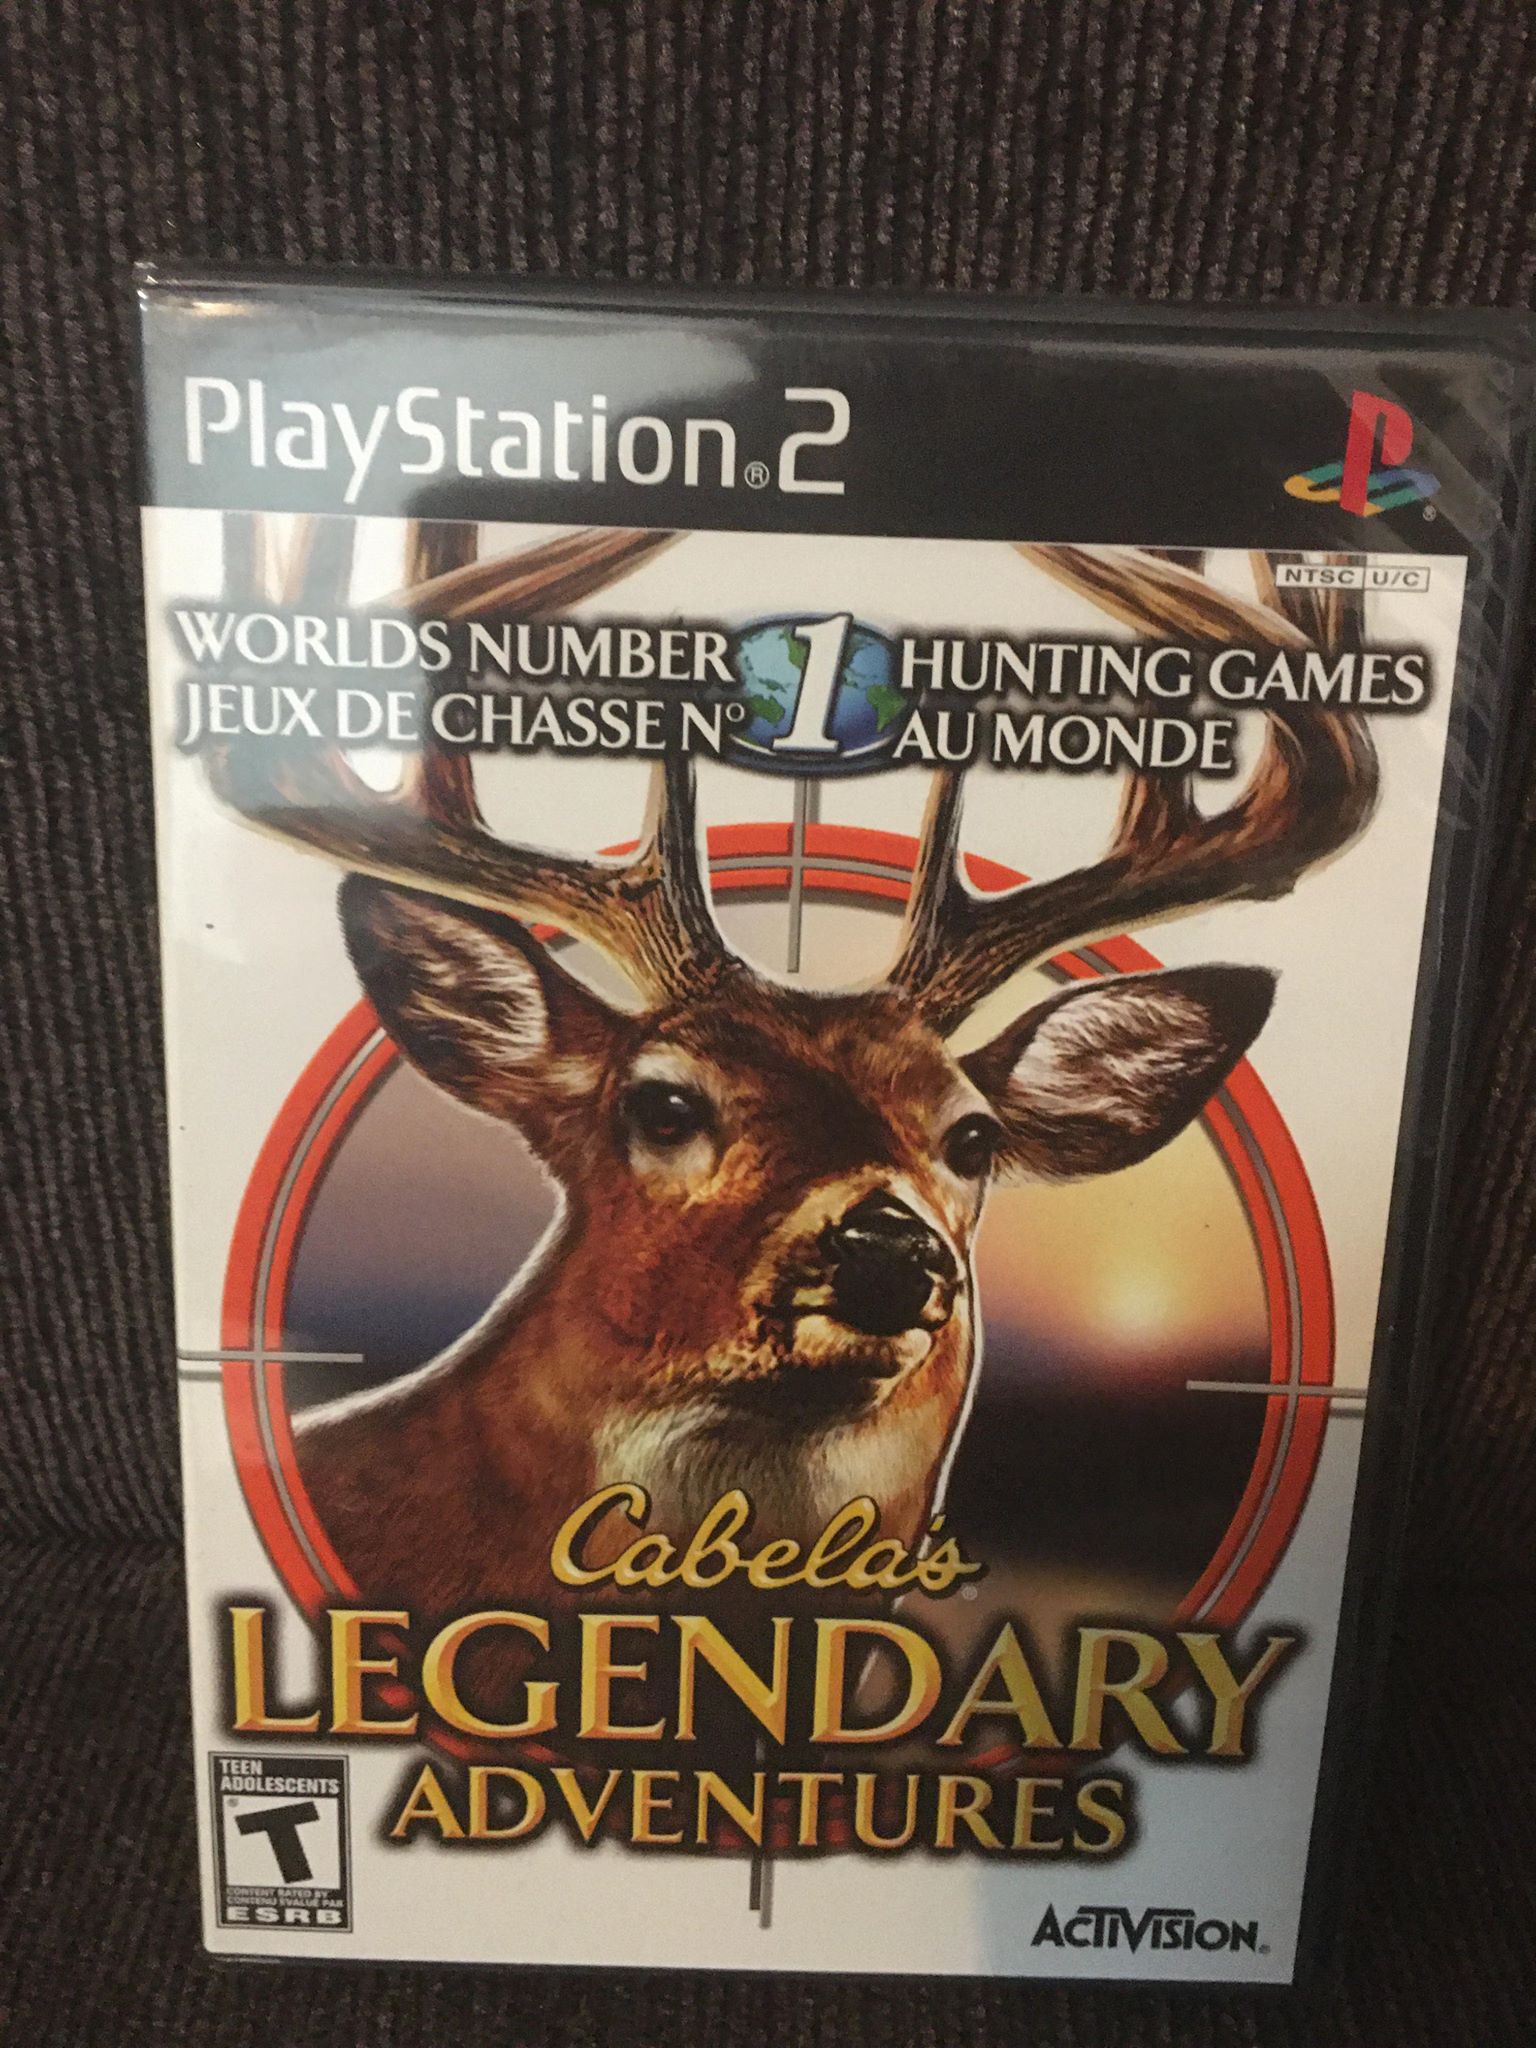 PlayStation®2
NTSC U/C
WORLDS NUMBER 1 HUNTING GAMES
JEUX DE CHASSE Nº AU MONDE
Cabela's®
LEGENDARY
ADVENTURES
TEEN
ADOLESCENTS
T
CONTENT RATED BY
CONTENU ÉVALUÉ PAR
ESRB
ACTIVISION®